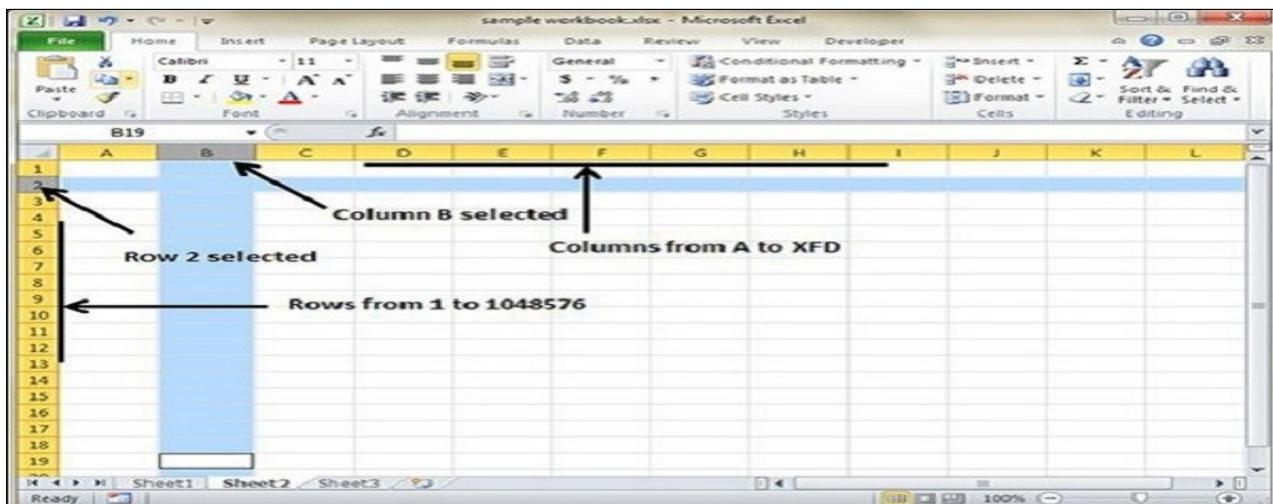 sample workbook.xlsx - Microsoft Excel
File Home Insert Page Layout Formulas Data Review View Developer
Calibri 11 General Conditional Formatting Insert Σ
Paste B I U A A $ % Format as Table Delete Sort & Find &
A Cell Styles Format Filter Select
Clipboard Font Alignment Number Styles Cells Editing
B19 fx
A B C D E F G H I J K L
1
2
3
4 Column B selected
5
6 Row 2 selected Columns from A to XFD
7
8
9 Rows from 1 to 1048576
10
11
12
13
14
15
16
17
18
19
Sheet1 Sheet2 Sheet3
Ready 100%